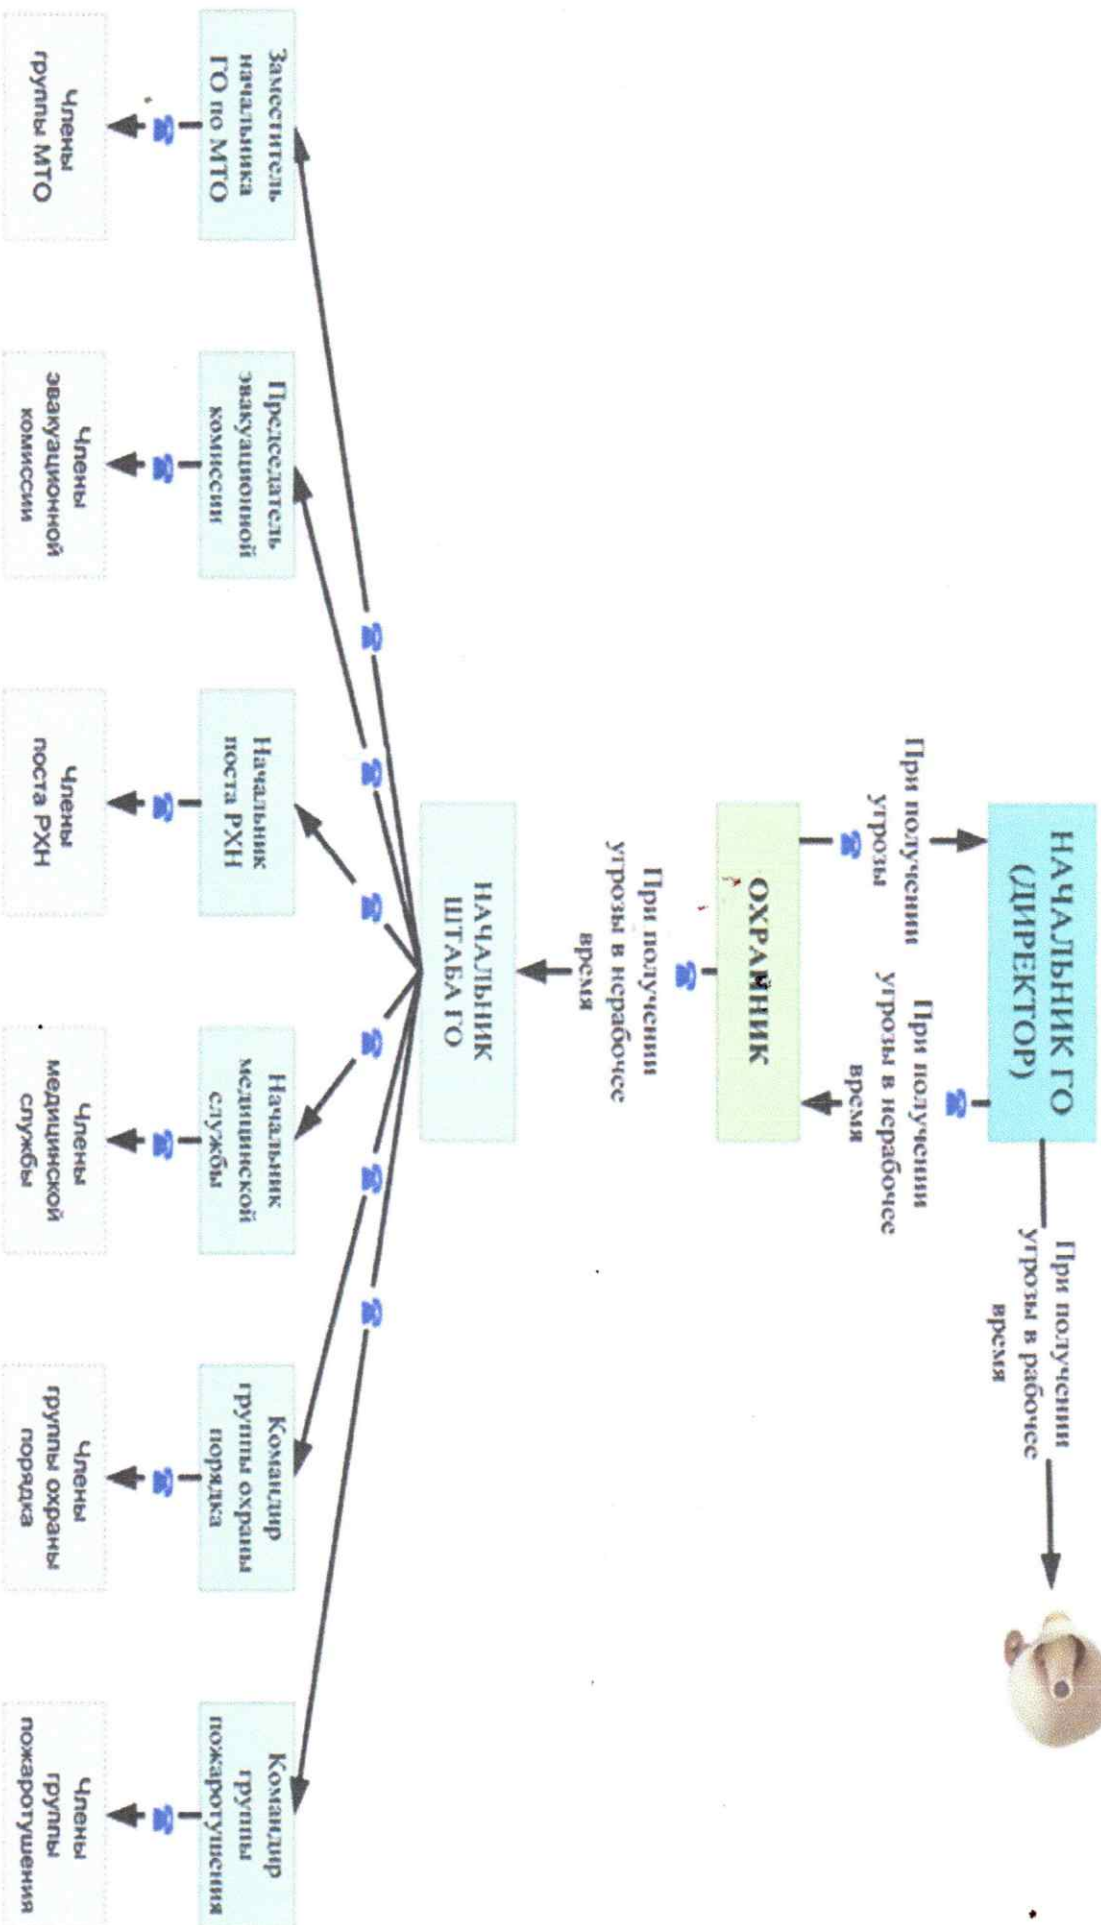 НАЧАЛЬНИК ГО
(ДИРЕКТОР)
При получении
угрозы в рабочее
время
При получении
угрозы
При получении
угрозы в нерабочее
время
ОХРАННИК
При получении
угрозы в нерабочее
время
НАЧАЛЬНИК
ШТАБА ГО
Заместитель
начальника
ГО по МТО
Председатель
эвакуационной
комиссии
Начальник
поста РХН
Начальник
медицинской
службы
Командир
группы охраны
порядка
Командир
группы
пожаротушения
Члены
группы МТО
Члены
эвакуационной
комиссии
Члены
поста РХН
Члены
медицинской
службы
Члены
группы охраны
порядка
Члены
группы
пожаротушения